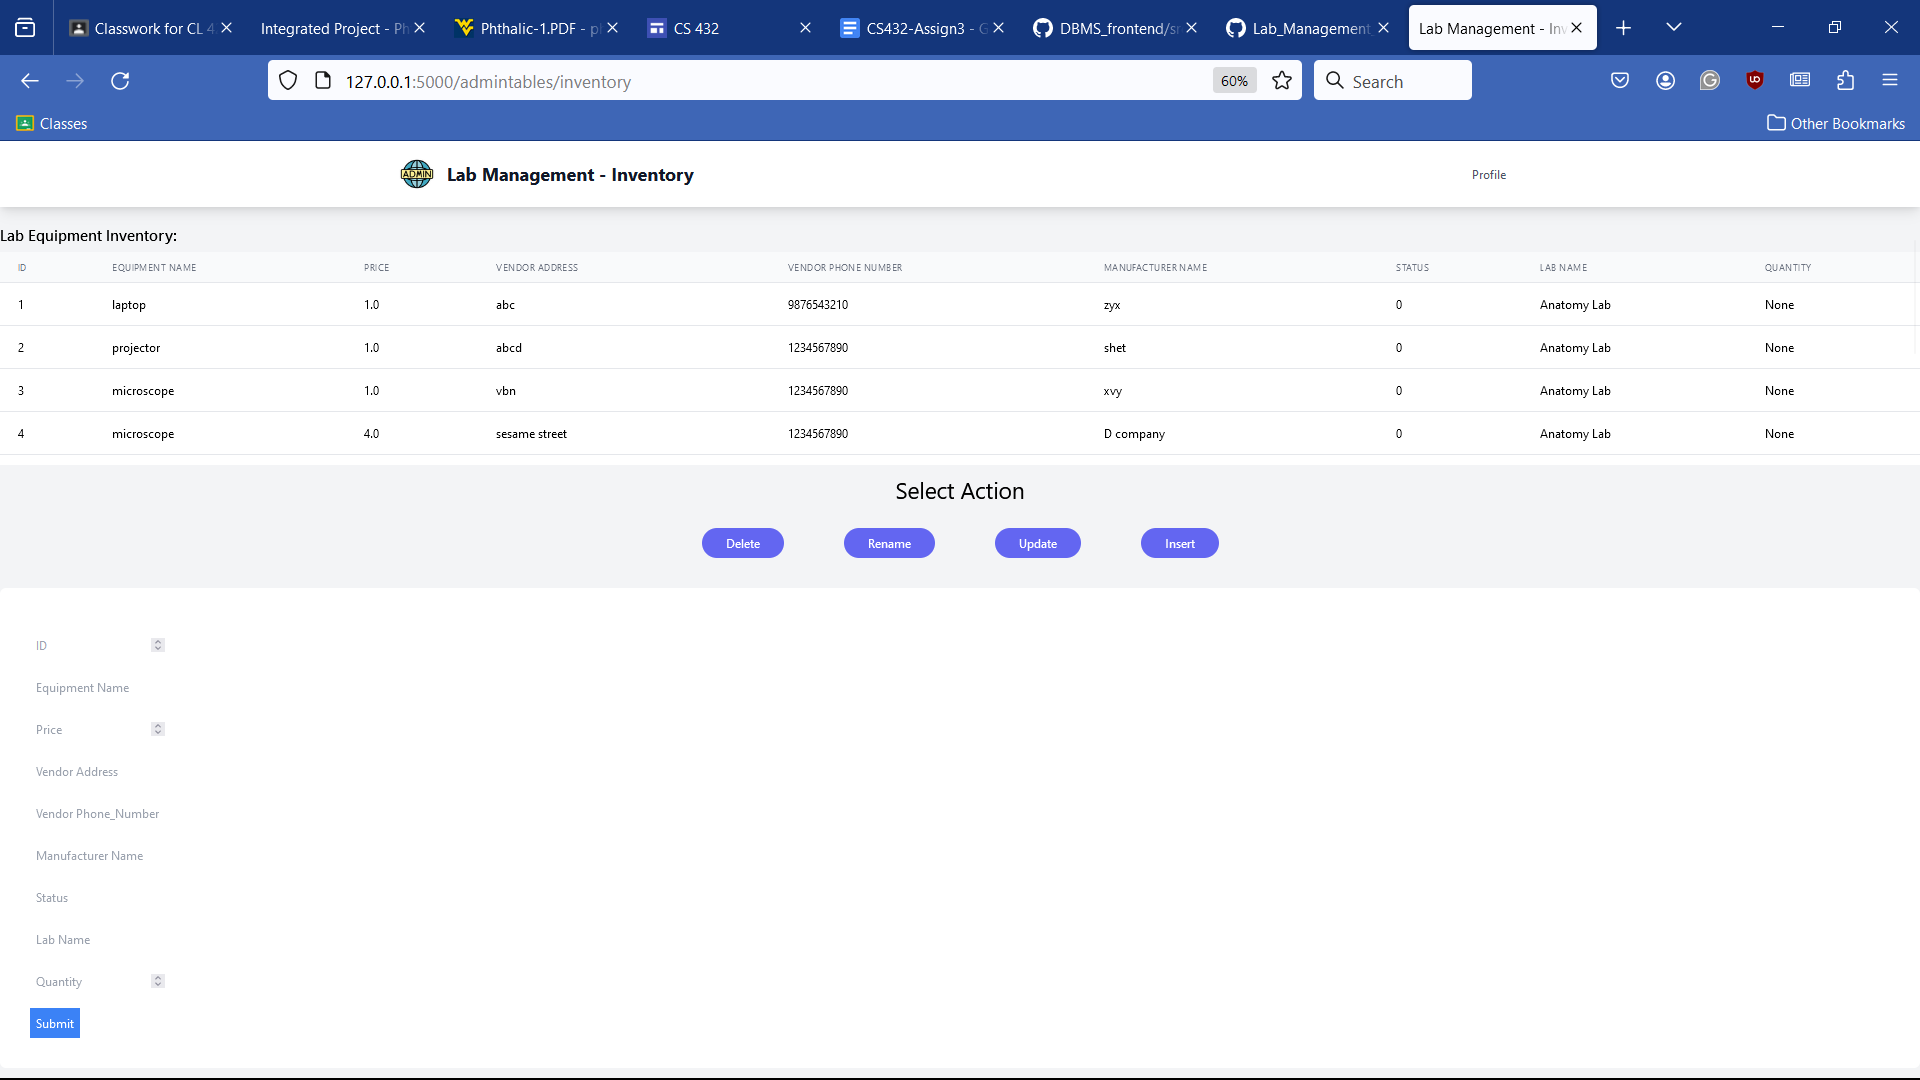 Classwork for CL 4
Integrated Project - Ph
Phthalic-1.PDF - pl
CS 432
CS432-Assign3 - G
DBMS_frontend/sr
Lab_Management_
Lab Management - Inv
127.0.0.1:5000/admintables/inventory
60%
Search
Classes
Other Bookmarks
ADMIN
Lab Management - Inventory
Profile
Lab Equipment Inventory:
ID EQUIPMENT NAME PRICE VENDOR ADDRESS VENDOR PHONE NUMBER MANUFACTURER NAME STATUS LAB NAME QUANTITY
1 laptop 1.0 abc 9876543210 zyx 0 Anatomy Lab None
2 projector 1.0 abcd 1234567890 shet 0 Anatomy Lab None
3 microscope 1.0 vbn 1234567890 xvy 0 Anatomy Lab None
4 microscope 4.0 sesame street 1234567890 D company 0 Anatomy Lab None
Select Action
Delete Rename Update Insert
ID
Equipment Name
Price
Vendor Address
Vendor Phone_Number
Manufacturer Name
Status
Lab Name
Quantity
Submit